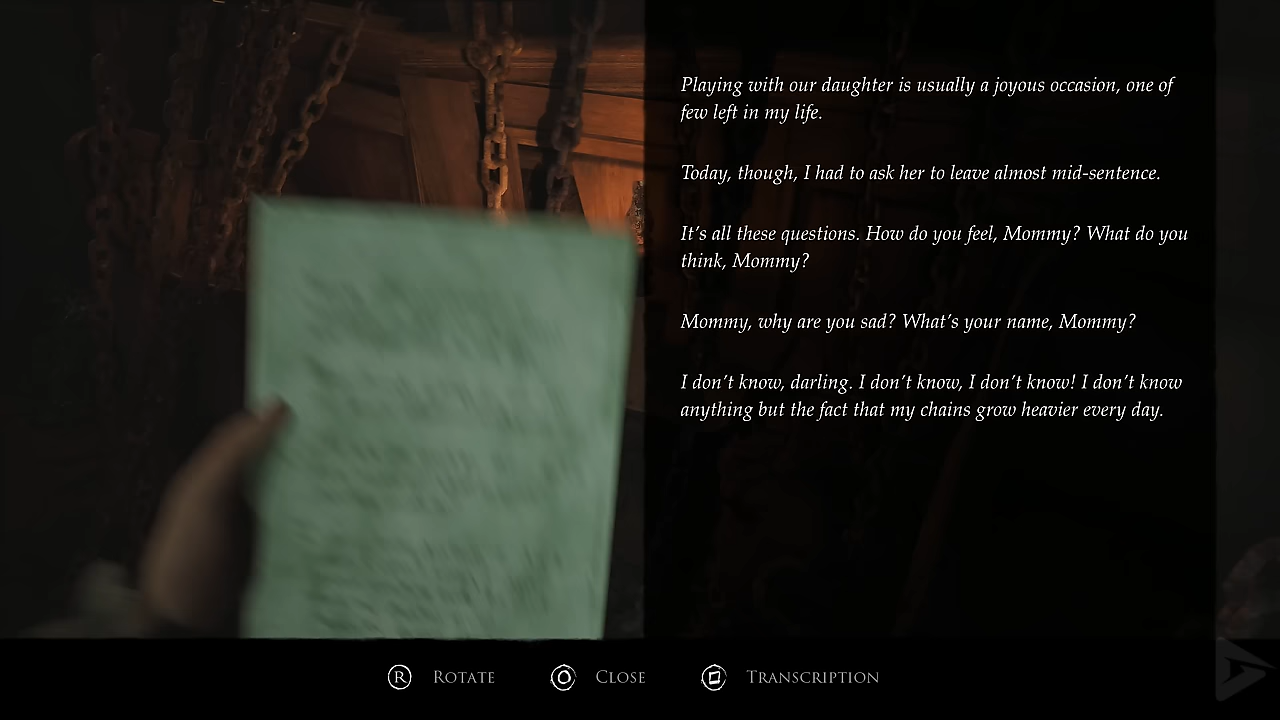 Playing with our daughter is usually a joyous occasion, one of
few left in my life.
Today, though, I had to ask her to leave almost mid-sentence.
It's all these questions. How do you feel, Mommy? What do you
think, Mommy?
Mommy, why are you sad? What's your name, Mommy?
I don't know, darling. I don't know, I don't know! I don't know
anything but the fact that my chains grow heavier every day.
R Rotate Close Transcription